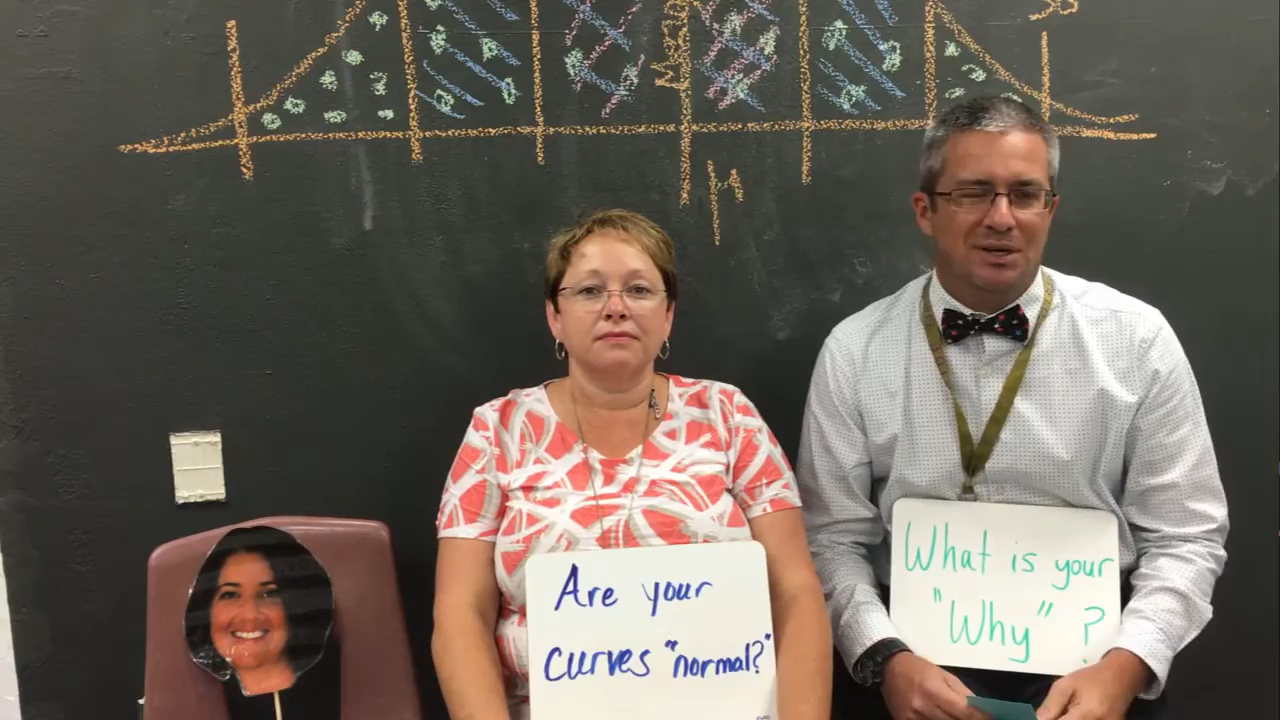 μ
Are your
curves "normal?"
What is your
"Why" ?